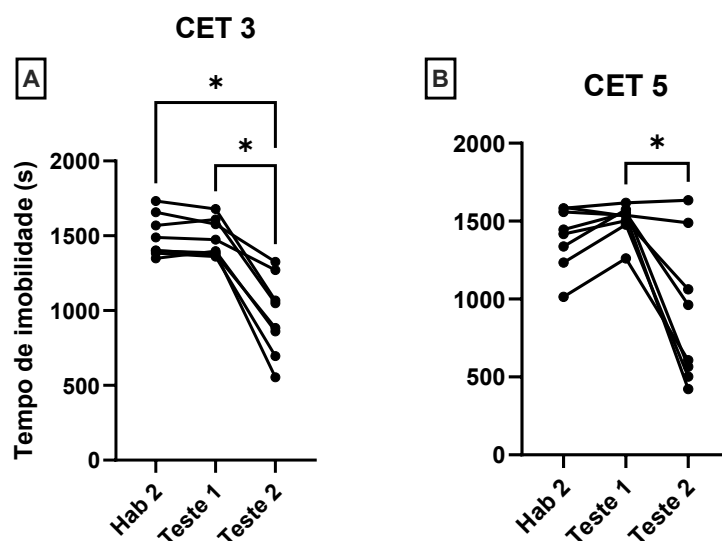 CET 3
A
*
*
Tempo de imobilidade (s)
2000
1500
1000
500
0
Hab 2
Teste 1
Teste 2
B
CET 5
*
2000
1500
1000
500
0
Hab 2
Teste 1
Teste 2